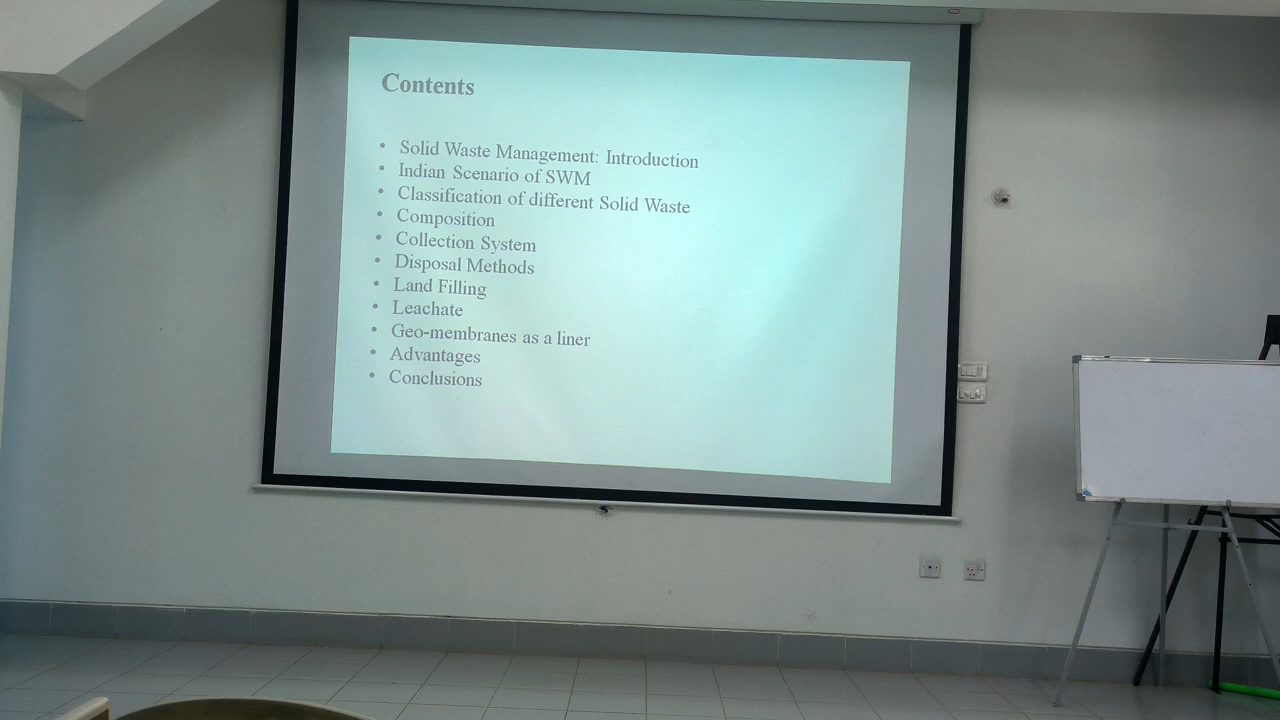 Contents
• Solid Waste Management: Introduction
• Indian Scenario of SWM
• Classification of different Solid Waste
• Composition
• Collection System
• Disposal Methods
• Land Filling
• Leachate
• Geo-membranes as a liner
• Advantages
• Conclusions